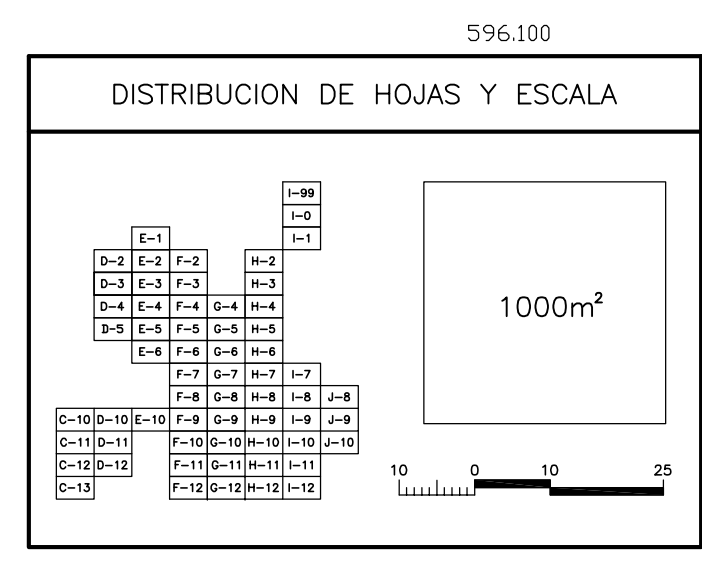 596.100
DISTRIBUCION DE HOJAS Y ESCALA
I-99
I-0
E-1 I-1
D-2 E-2 F-2 H-2
D-3 E-3 F-3 H-3
D-4 E-4 F-4 G-4 H-4
D-5 E-5 F-5 G-5 H-5
E-6 F-6 G-6 H-6
F-7 G-7 H-7 I-7
F-8 G-8 H-8 I-8 J-8
C-10 D-10 E-10 F-9 G-9 H-9 I-9 J-9
C-11 D-11 F-10 G-10 H-10 I-10 J-10
C-12 D-12 F-11 G-11 H-11 I-11
C-13 F-12 G-12 H-12 I-12
1000m²
10 0 10 25